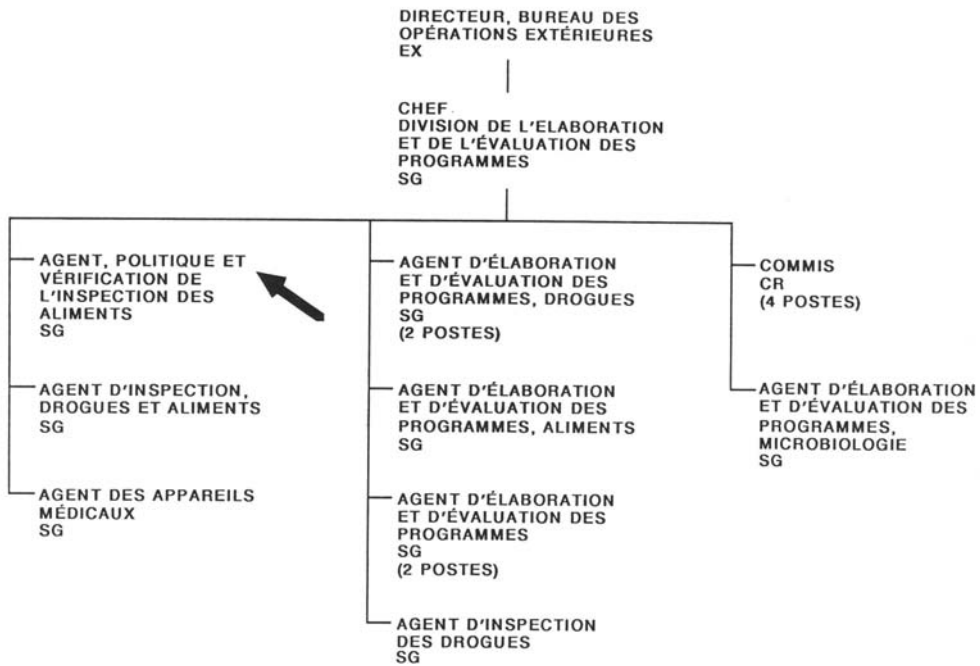 DIRECTEUR, BUREAU DES
OPÉRATIONS EXTÉRIEURES
EX
CHEF
DIVISION DE L'ELABORATION
ET DE L'ÉVALUATION DES
PROGRAMMES
SG
AGENT, POLITIQUE ET
VÉRIFICATION DE
L'INSPECTION DES
ALIMENTS
SG
AGENT D'INSPECTION,
DROGUES ET ALIMENTS
SG
AGENT DES APPAREILS
MÉDICAUX
SG
AGENT D'ÉLABORATION
ET D'ÉVALUATION DES
PROGRAMMES, DROGUES
SG
(2 POSTES)
AGENT D'ÉLABORATION
ET D'ÉVALUATION DES
PROGRAMMES, ALIMENTS
SG
AGENT D'ÉLABORATION
ET D'ÉVALUATION DES
PROGRAMMES
SG
(2 POSTES)
AGENT D'INSPECTION
DES DROGUES
SG
COMMIS
CR
(4 POSTES)
AGENT D'ÉLABORATION
ET D'ÉVALUATION DES
PROGRAMMES,
MICROBIOLOGIE
SG